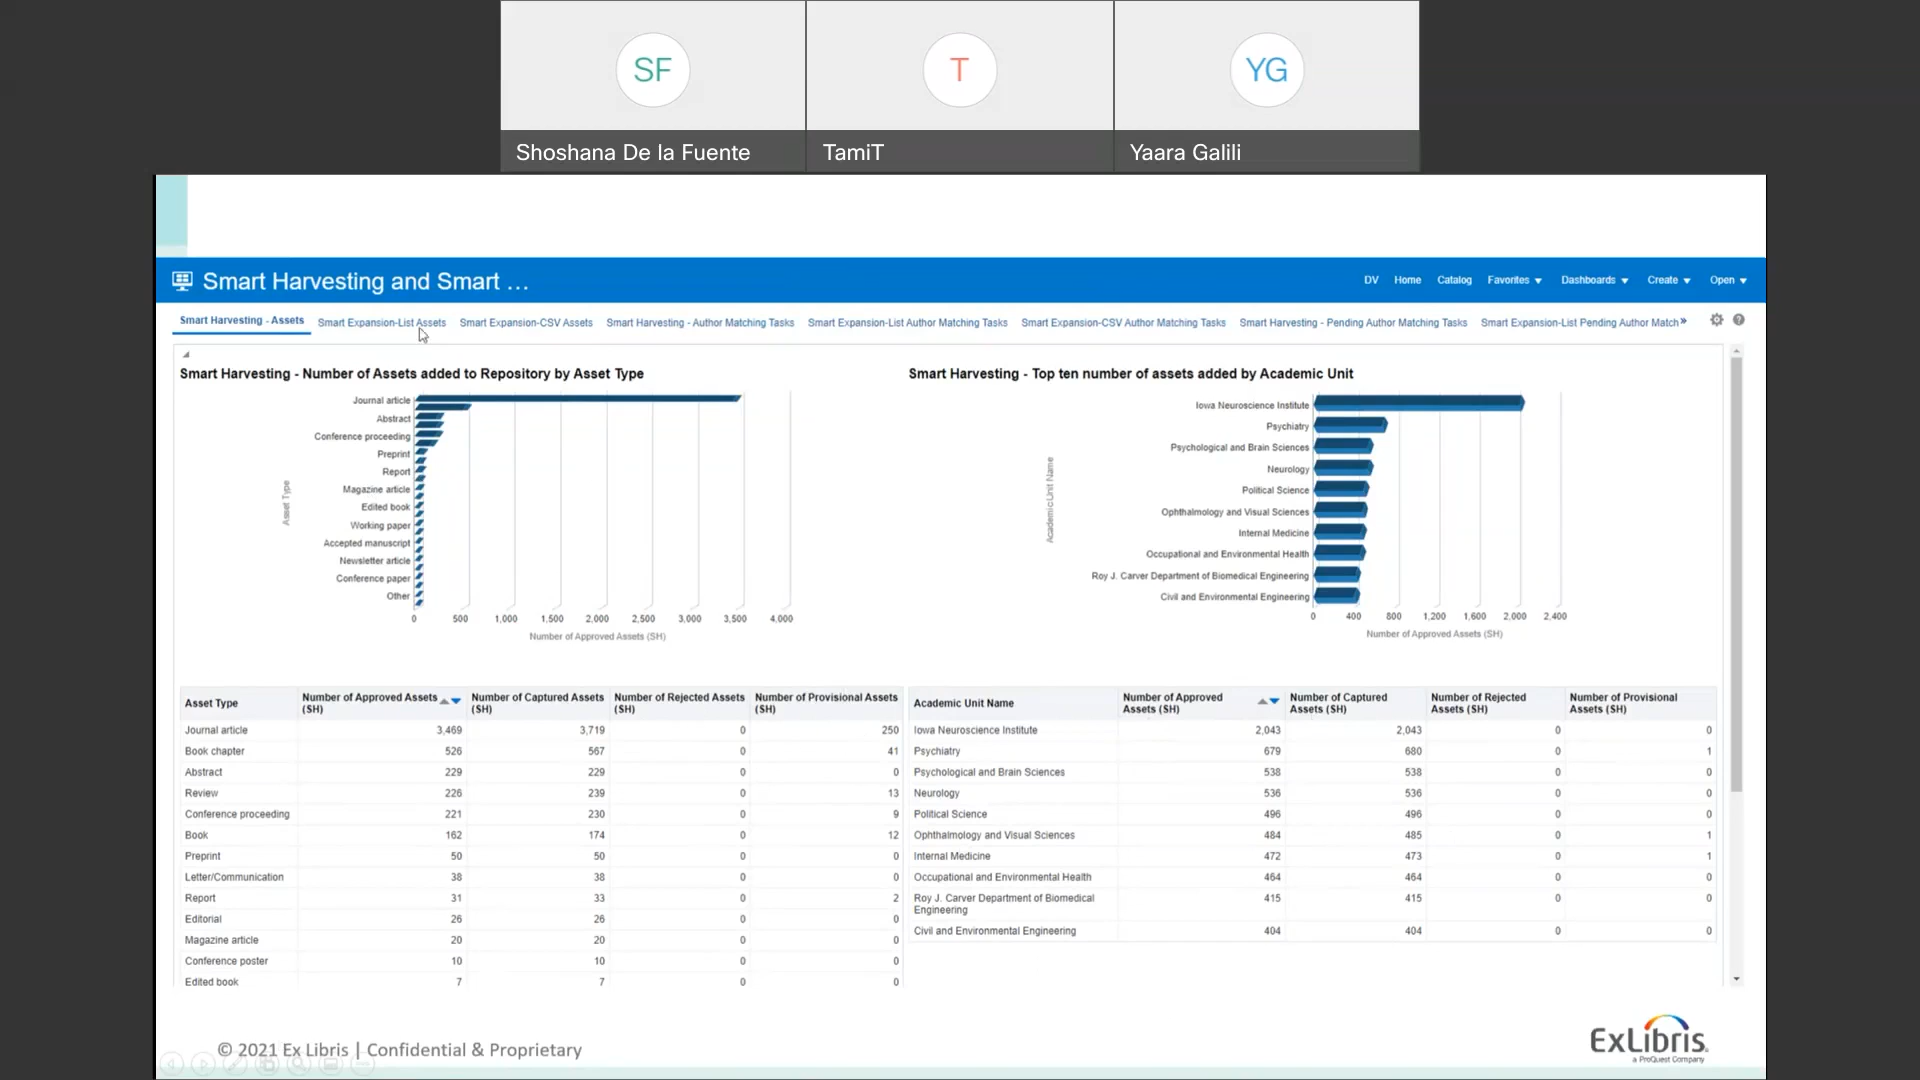 SF
T
YG
Shoshana De la Fuente
TamiT
Yaara Galili
Smart Harvesting and Smart ...
DV Home Catalog Favorites Dashboards Create Open
Smart Harvesting - Assets Smart Expansion-List Assets Smart Expansion-CSV Assets Smart Harvesting - Author Matching Tasks Smart Expansion-List Author Matching Tasks Smart Expansion-CSV Author Matching Tasks Smart Harvesting - Pending Author Matching Tasks Smart Expansion-List Pending Author Match»
Smart Harvesting - Number of Assets added to Repository by Asset Type
Asset Type
Journal article
Abstract
Conference proceeding
Preprint
Report
Magazine article
Edited book
Working paper
Accepted manuscript
Newsletter article
Conference paper
Other
0 500 1,000 1,500 2,000 2,500 3,000 3,500 4,000
Number of Approved Assets (SH)
Smart Harvesting - Top ten number of assets added by Academic Unit
Academic Unit Name
Iowa Neuroscience Institute
Psychiatry
Psychological and Brain Sciences
Neurology
Political Science
Ophthalmology and Visual Sciences
Internal Medicine
Occupational and Environmental Health
Roy J. Carver Department of Biomedical Engineering
Civil and Environmental Engineering
0 400 800 1,200 1,600 2,000 2,400
Number of Approved Assets (SH)
Asset Type Number of Approved Assets (SH) Number of Captured Assets (SH) Number of Rejected Assets (SH) Number of Provisional Assets (SH)
Journal article 3,469 3,719 0 250
Book chapter 526 567 0 41
Abstract 229 229 0 0
Review 226 239 0 13
Conference proceeding 221 230 0 9
Book 162 174 0 12
Preprint 50 50 0 0
Letter/Communication 38 38 0 0
Report 31 33 0 2
Editorial 26 26 0 0
Magazine article 20 20 0 0
Conference poster 10 10 0 0
Edited book 7 7 0 0
Academic Unit Name Number of Approved Assets (SH) Number of Captured Assets (SH) Number of Rejected Assets (SH) Number of Provisional Assets (SH)
Iowa Neuroscience Institute 2,043 2,043 0 0
Psychiatry 679 680 0 1
Psychological and Brain Sciences 538 538 0 0
Neurology 536 536 0 0
Political Science 496 496 0 0
Ophthalmology and Visual Sciences 484 485 0 1
Internal Medicine 472 473 0 1
Occupational and Environmental Health 464 464 0 0
Roy J. Carver Department of Biomedical Engineering 415 415 0 0
Civil and Environmental Engineering 404 404 0 0
© 2021 Ex Libris | Confidential & Proprietary
ExLibris
a ProQuest Company